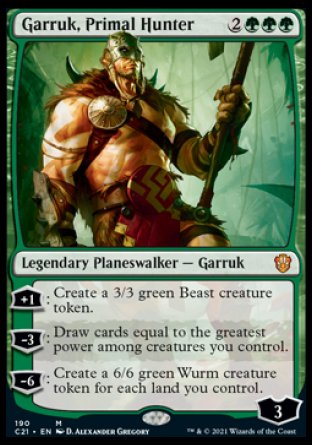 Garruk, Primal Hunter 2
Legendary Planeswalker — Garruk
+1: Create a 3/3 green Beast creature
token.
-3: Draw cards equal to the greatest
power among creatures you control.
-6: Create a 6/6 green Wurm creature
token for each land you control.
3
190 M
C21 • EN D. ALEXANDER GREGORY
™ & © 2021 Wizards of the Coast